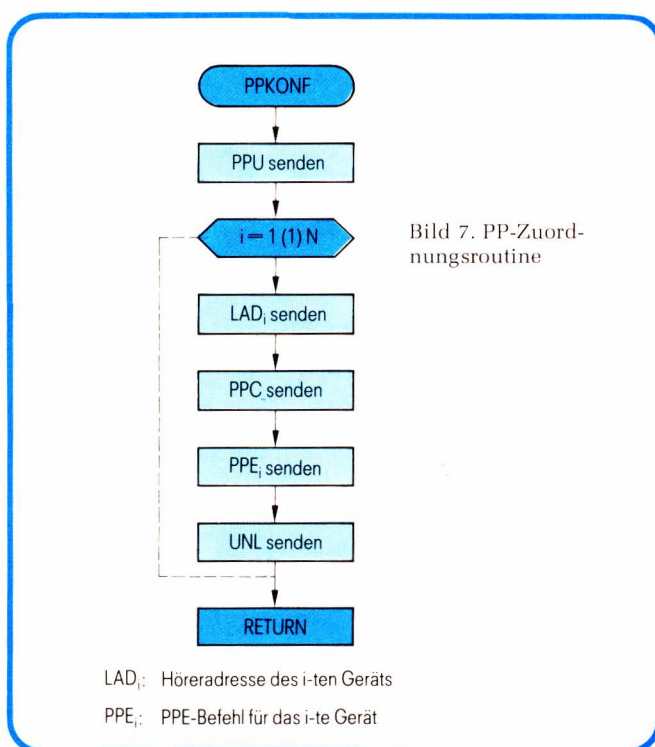 PPKONF
PPU senden
i = 1 (1) N
Bild 7. PP-Zuord-
nungsroutine
LADi senden
PPC senden
PPEi senden
UNL senden
RETURN
LADi: Höreradresse des i-ten Geräts
PPEi: PPE-Befehl für das i-te Gerät